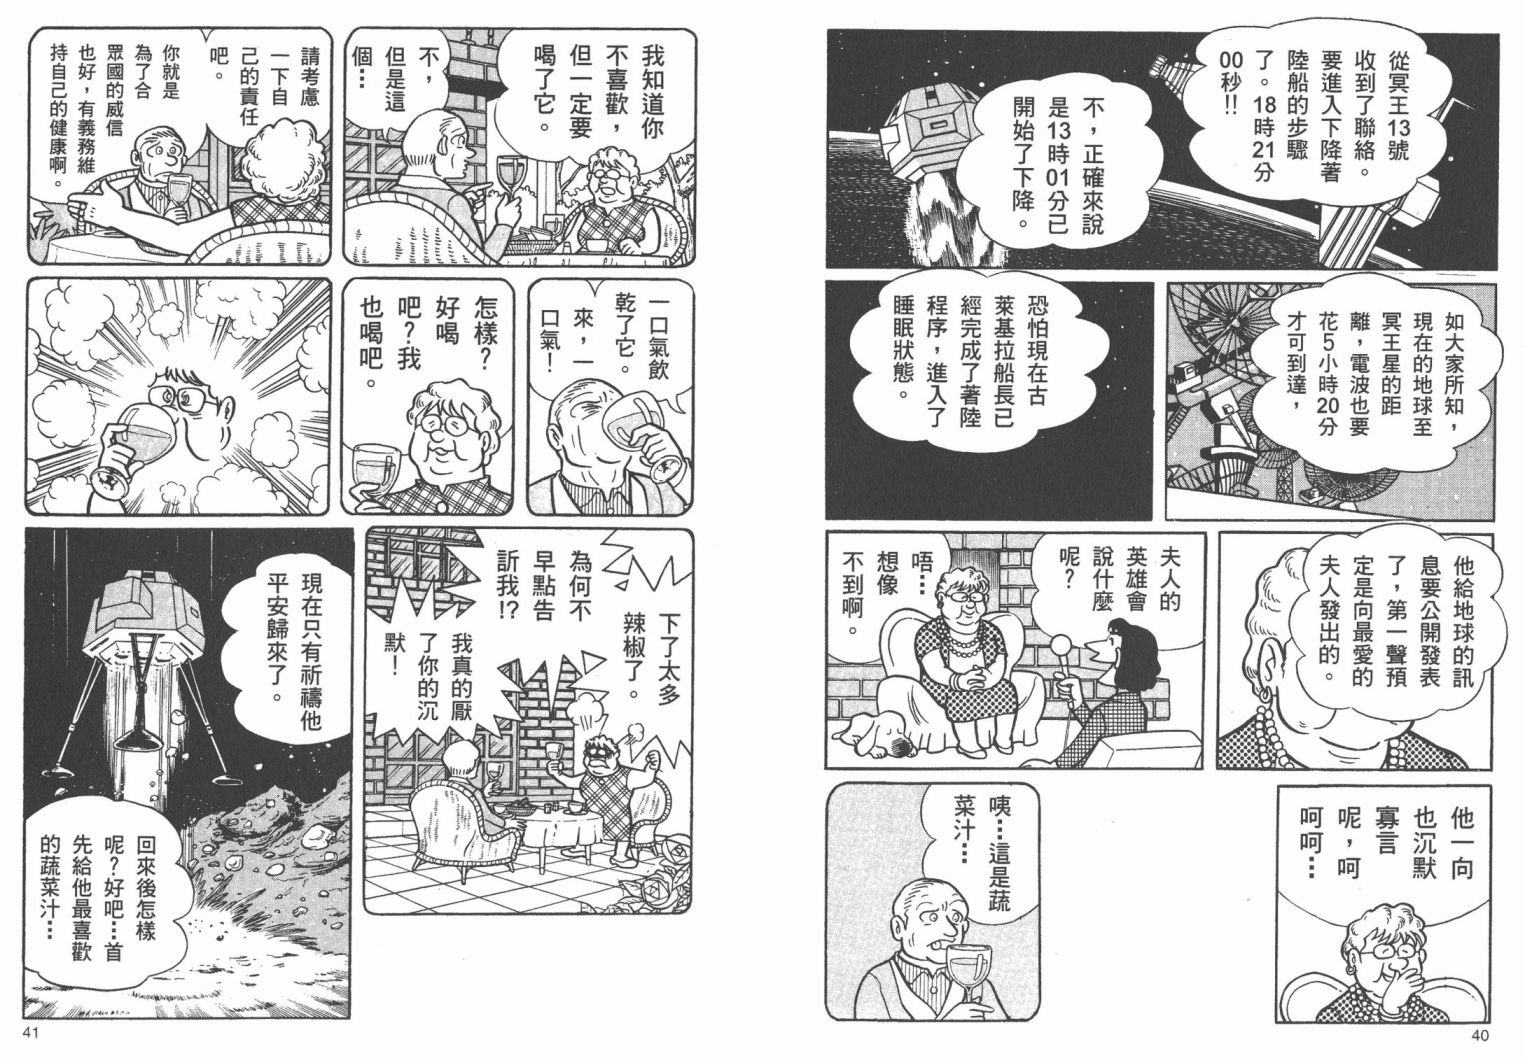 從冥王13號
收到了聯絡。
要進入下降著
陸船的步驟
了。18時21分
00秒!!
不，正確來說
是13時01分已
開始了下降。
如大家所知，
現在的地球至
冥王星的距
離，電波也要
花5小時20分
才可到達，
恐怕現在古
萊基拉船長已
經完成了著陸
程序，進入了
睡眠狀態。
他給地球的訊
息要公開發表
了，第一聲預
定是向最愛的
夫人發出的。
夫人的
英雄會
說什麼
呢？
唔…
想像
不到啊。
他一向
也沉默
寡言
呢，呵
呵呵…
咦…這是蔬
菜汁…
40
我知道你
不喜歡，
但一定要
喝了它。
不，
但是這
個…
請考慮
一下自
己的責任
吧。
你就是
為了合
眾國的威信
也好，有義務維
持自己的健康啊。
一口氣飲
乾了它。
來，一
口氣！
怎樣？
好喝
吧？我
也喝吧。
下了太多
辣椒了。
為何不
早點告
訢我!?
我真的厭
了你的沉
默！
現在只有祈禱他
平安歸來了。
回來後怎樣
呢？好吧…首
先給他最喜歡
的蔬菜汁…
41